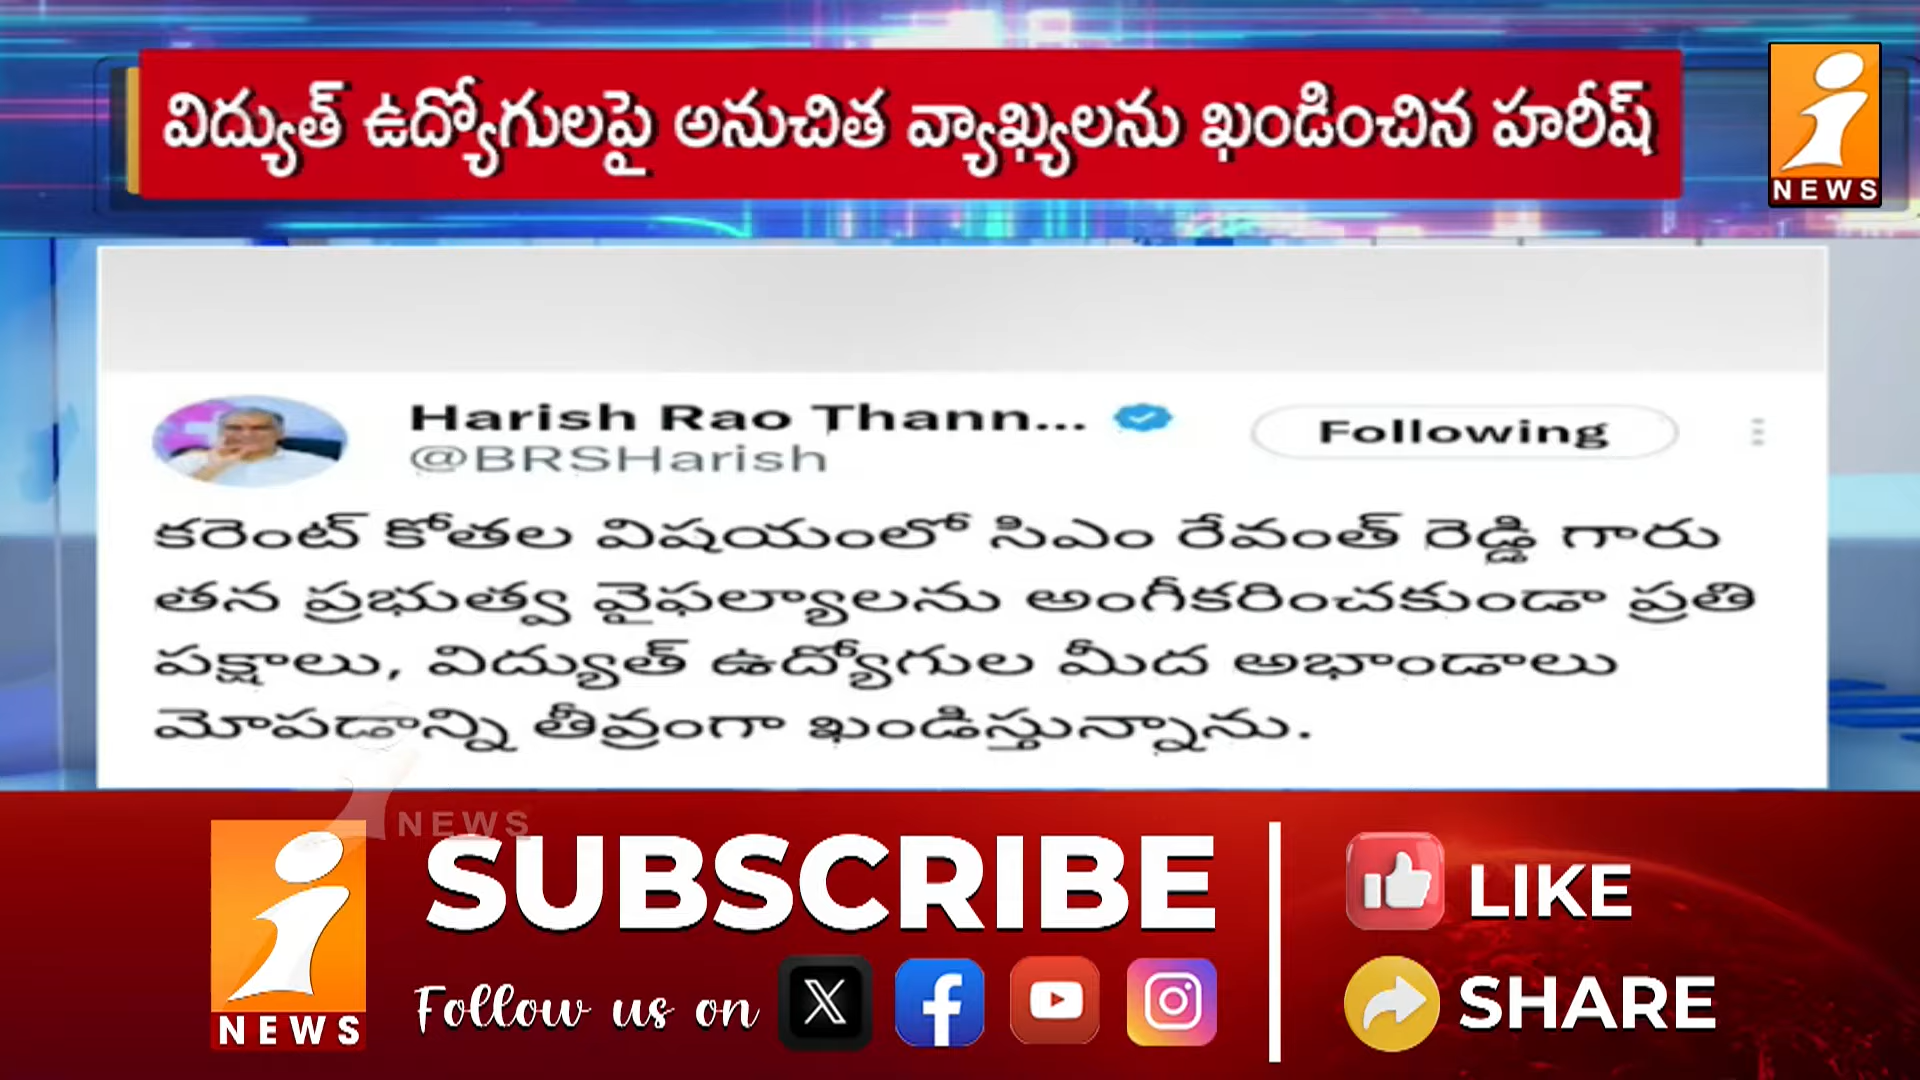 విద్యుత్ ఉద్యోగులపై అనుచిత వ్యాఖ్యలను ఖండించిన హరీష్
NEWS
Harish Rao Thann...
Following
@BRSHarish
కరెంట్ కోతల విషయంలో సిఎం రేవంత్ రెడ్డి గారు
తన ప్రభుత్వ వైఫల్యాలను అంగీకరించకుండా ప్రతి
పక్షాలు, విద్యుత్ ఉద్యోగుల మీద అభాండాలు
మోపడాన్ని తీవ్రంగా ఖండిస్తున్నాను.
NEWS
NEWS
SUBSCRIBE
Follow us on
LIKE
SHARE